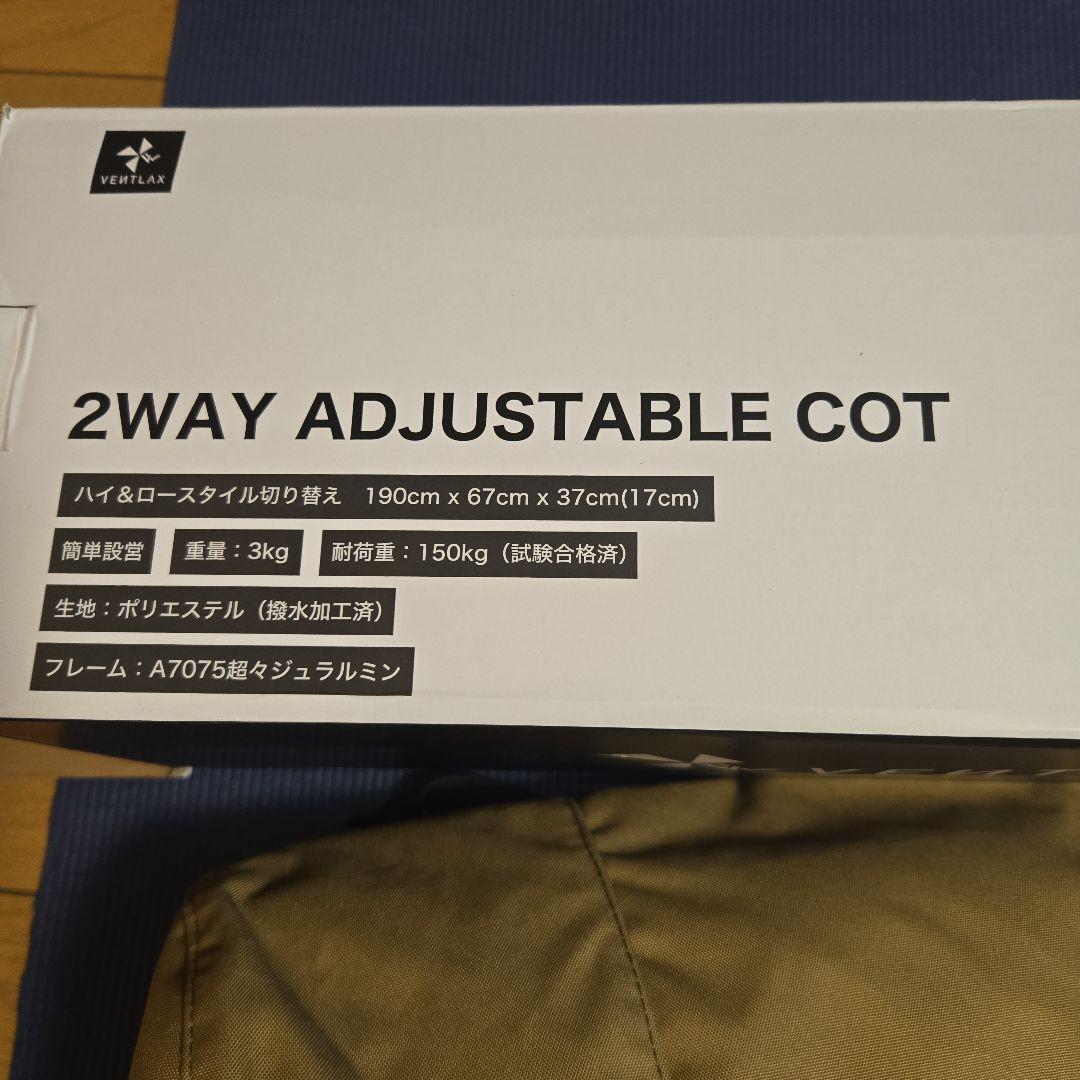 VENTLAX
2WAY ADJUSTABLE COT
ハイ＆ロースタイル切り替え　190cm x 67cm x 37cm(17cm)
簡単設営 重量：3kg 耐荷重：150kg（試験合格済）
生地：ポリエステル（撥水加工済）
フレーム：A7075超々ジュラルミン